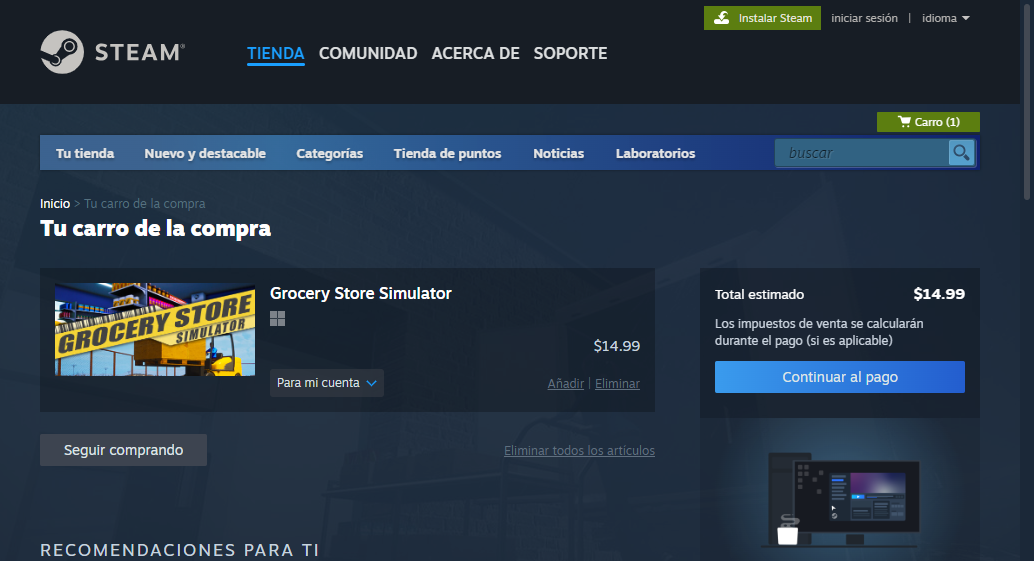 Instalar Steam
iniciar sesión | idioma
STEAM®
TIENDA COMUNIDAD ACERCA DE SOPORTE
Carro (1)
Tu tienda Nuevo y destacable Categorías Tienda de puntos Noticias Laboratorios buscar
Inicio > Tu carro de la compra
Tu carro de la compra
GROCERY STORE
SIMULATOR
Grocery Store Simulator
$14.99
Para mi cuenta
Añadir | Eliminar
Total estimado $14.99
Los impuestos de venta se calcularán
durante el pago (si es aplicable)
Continuar al pago
Seguir comprando
Eliminar todos los artículos
RECOMENDACIONES PARA TI